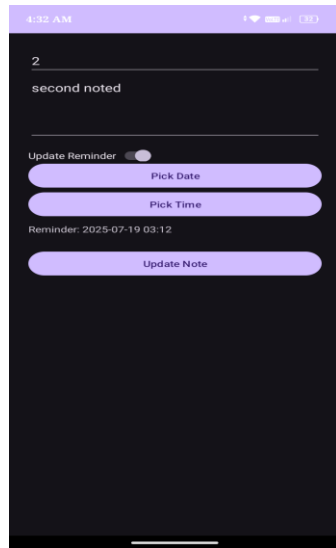 4:32 AM
2
second noted
Update Reminder
Pick Date
Pick Time
Reminder: 2025-07-19 03:12
Update Note